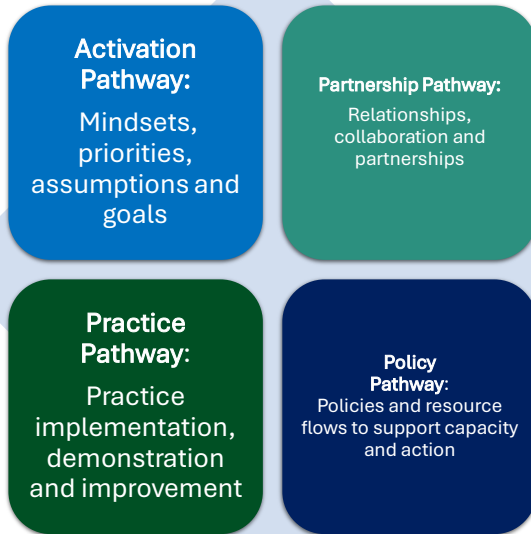 Activation
Pathway:
Mindsets,
priorities,
assumptions and
goals
Partnership Pathway:
Relationships,
collaboration and
partnerships
Practice
Pathway:
Practice
implementation,
demonstration
and improvement
Policy
Pathway:
Policies and resource
flows to support capacity
and action